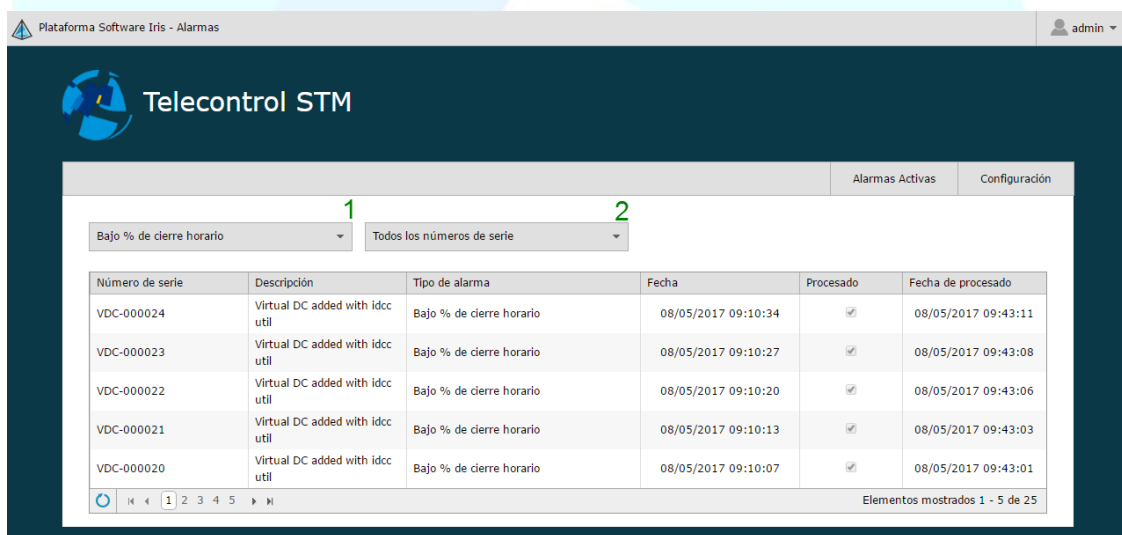 Plataforma Software Iris - Alarmas
admin
Telecontrol STM
Alarmas Activas
Configuración
1
2
Bajo % de cierre horario
Todos los números de serie
Número de serie Descripción Tipo de alarma Fecha Procesado Fecha de procesado
VDC-000024 Virtual DC added with idcc util Bajo % de cierre horario 08/05/2017 09:10:34 08/05/2017 09:43:11
VDC-000023 Virtual DC added with idcc util Bajo % de cierre horario 08/05/2017 09:10:27 08/05/2017 09:43:08
VDC-000022 Virtual DC added with idcc util Bajo % de cierre horario 08/05/2017 09:10:20 08/05/2017 09:43:06
VDC-000021 Virtual DC added with idcc util Bajo % de cierre horario 08/05/2017 09:10:13 08/05/2017 09:43:03
VDC-000020 Virtual DC added with idcc util Bajo % de cierre horario 08/05/2017 09:10:07 08/05/2017 09:43:01
1 2 3 4 5
Elementos mostrados 1 - 5 de 25